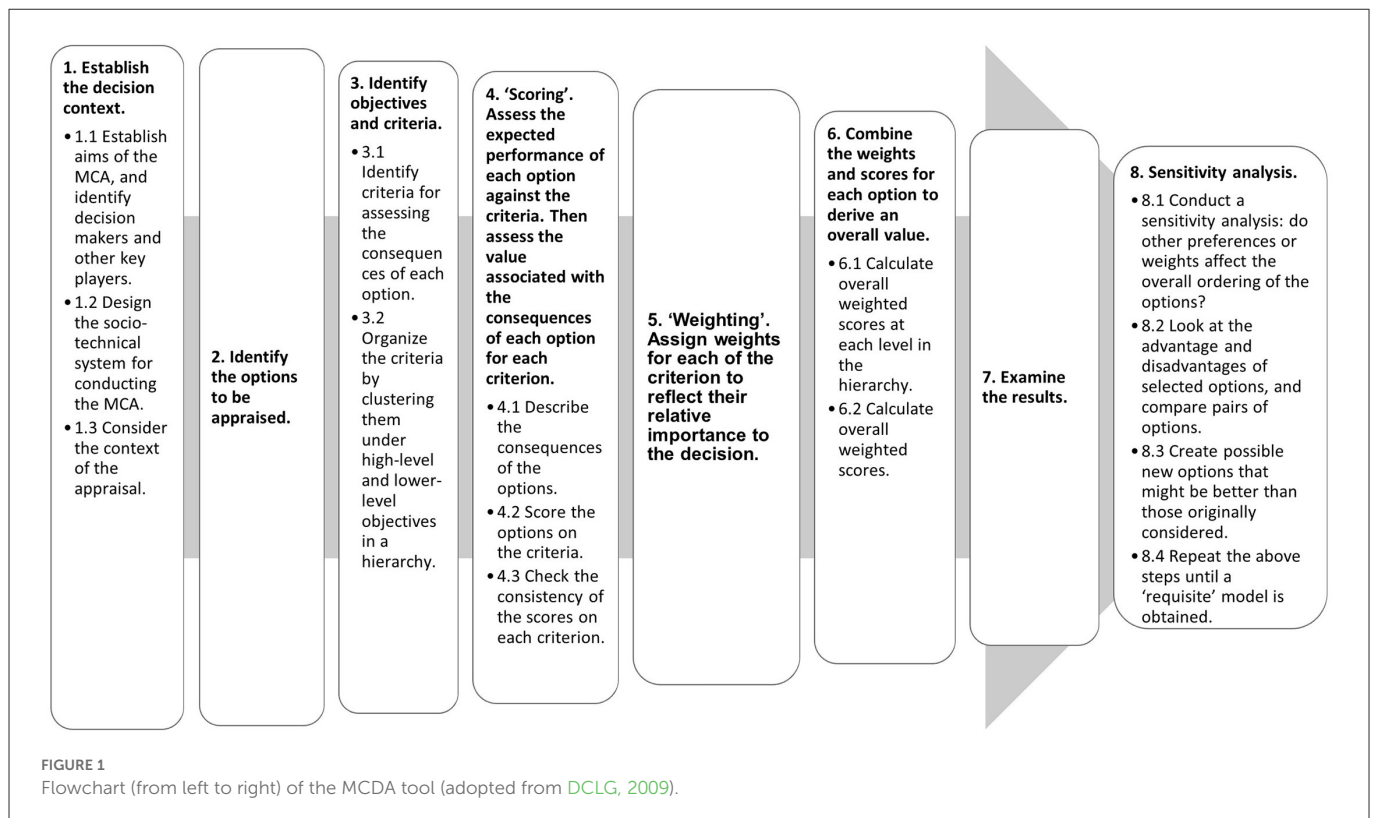 1. Establish
the decision
context.
• 1.1 Establish
aims of the
MCA, and
identify
decision
makers and
other key
players.
• 1.2 Design
the socio-
technical
system for
conducting
the MCA.
• 1.3 Consider
the context
of the
appraisal.
2. Identify
the options
to be
appraised.
3. Identify
objectives
and criteria.
• 3.1
Identify
criteria for
assessing
the
consequen
ces of each
option.
• 3.2
Organize
the criteria
by
clustering
them
under
high-level
and lower-
level
objectives
in a
hierarchy.
4. ‘Scoring’.
Assess the
expected
performance of
each option
against the
criteria. Then
assess the
value
associated with
the
consequences
of each option
for each
criterion.
• 4.1 Describe
the
consequences
of the
options.
• 4.2 Score the
options on
the criteria.
• 4.3 Check the
consistency of
the scores on
each criterion.
5. ‘Weighting’.
Assign weights
for each of the
criterion to
reflect their
relative
importance to
the decision.
6. Combine
the weights
and scores for
each option to
derive an
overall value.
• 6.1 Calculate
overall
weighted
scores at
each level in
the
hierarchy.
• 6.2 Calculate
overall
weighted
scores.
7. Examine
the results.
8. Sensitivity analysis.
• 8.1 Conduct a
sensitivity analysis: do
other preferences or
weights affect the
overall ordering of the
options?
• 8.2 Look at the
advantage and
disadvantages of
selected options, and
compare pairs of
options.
• 8.3 Create possible
new options that
might be better than
those originally
considered.
• 8.4 Repeat the above
steps until a
‘requisite’ model is
obtained.
FIGURE 1
Flowchart (from left to right) of the MCDA tool (adopted from DCLG, 2009).